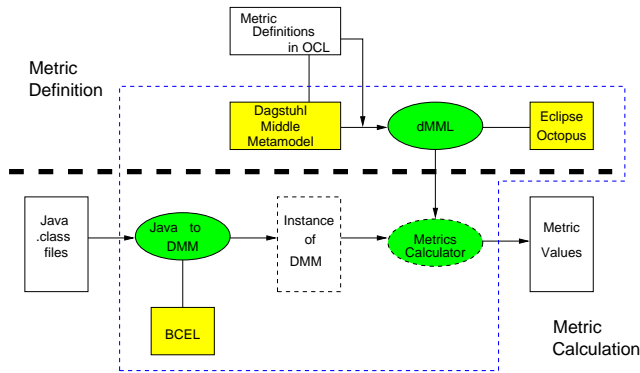 Metric
Definitions
in OCL
Metric
Definition
Dagstuhl
Middle
Metamodel
dMML
Eclipse
Octopus
Java
.class
files
Java to
DMM
Instance
of
DMM
Metrics
Calculator
Metric
Values
BCEL
Metric
Calculation